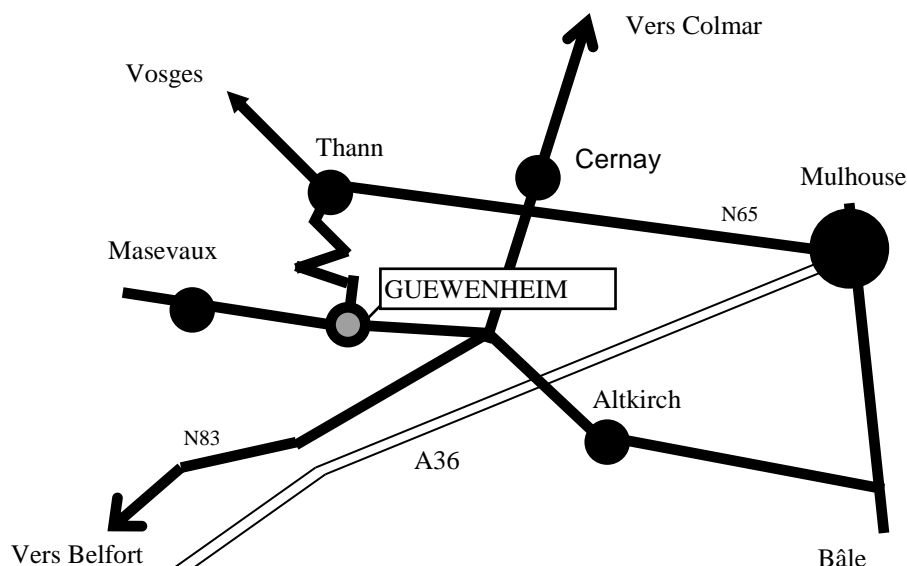 Vers Colmar
Vosges
Thann
Cernay
Mulhouse
N65
Masevaux
GUEWENHEIM
Altkirch
N83
A36
Vers Belfort
Bâle